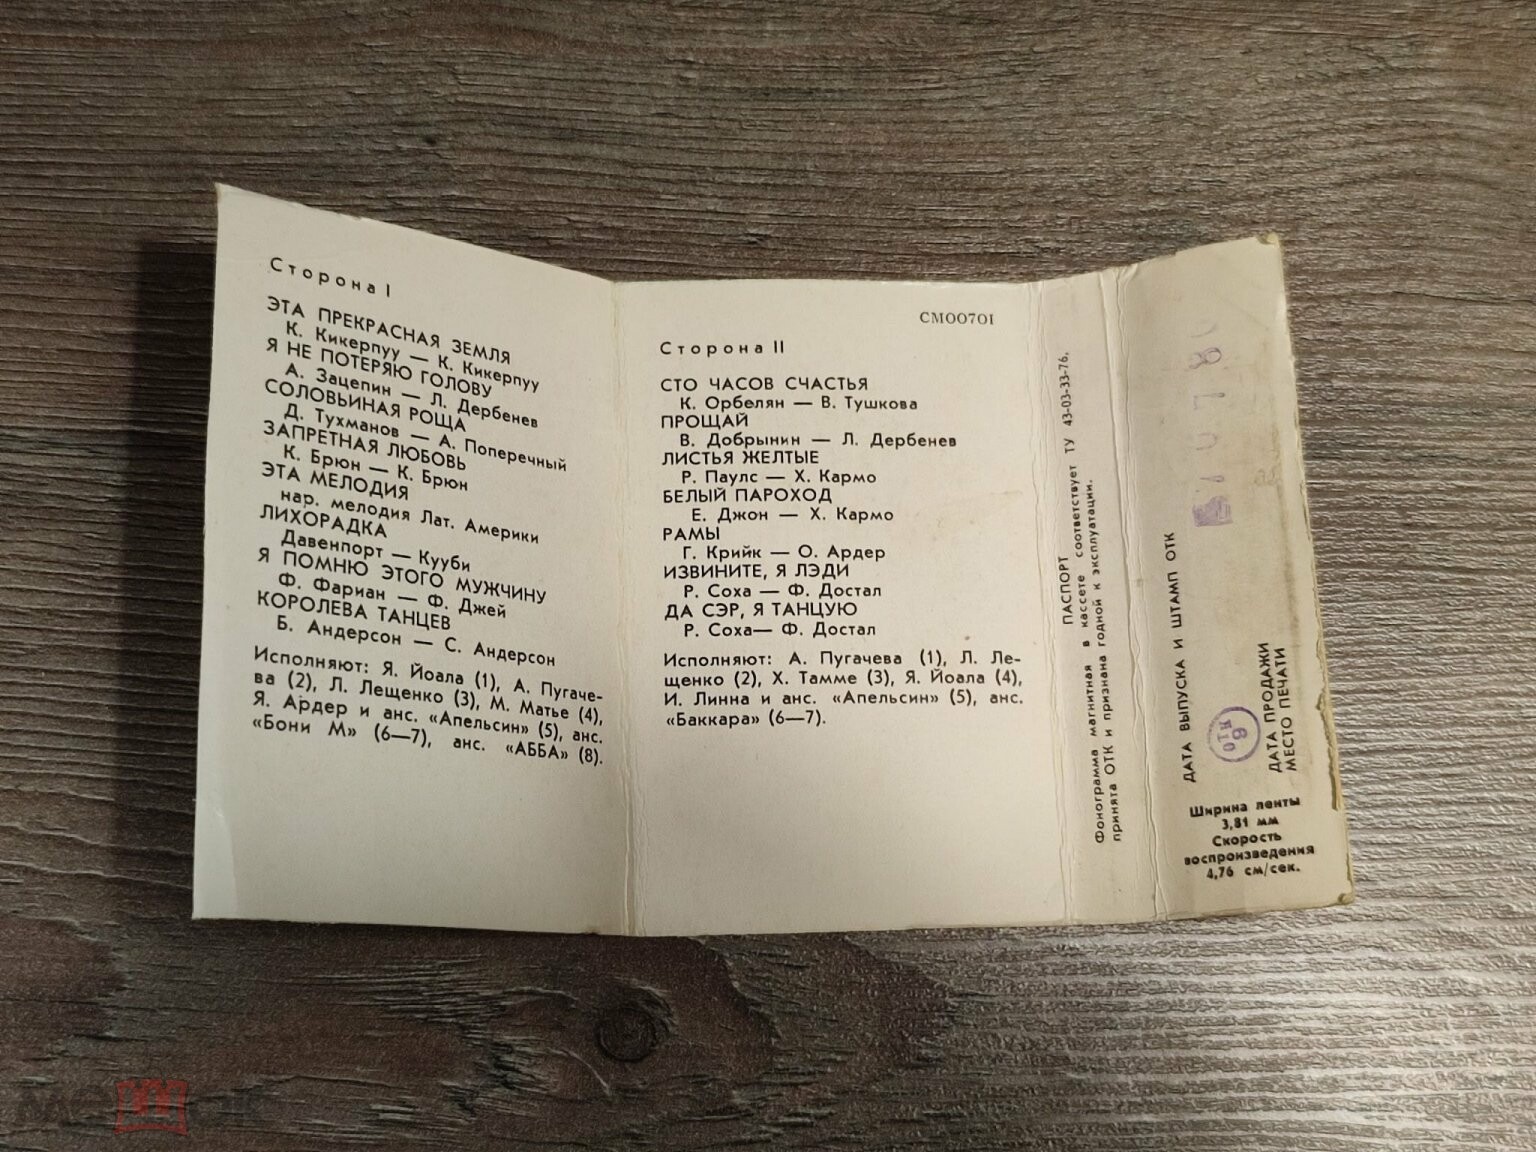 Сторона I
ЭТА ПРЕКРАСНАЯ ЗЕМЛЯ
К. Кикерпуу — К. Кикерпуу
Я НЕ ПОТЕРЯЮ ГОЛОВУ
А. Зацепин — Л. Дербенев
СОЛОВЬИНАЯ РОЩА
Д. Тухманов — А. Поперечный
ЗАПРЕТНАЯ ЛЮБОВЬ
К. Брюн — К. Брюн
ЭТА МЕЛОДИЯ
нар. мелодия Лат. Америки
ЛИХОРАДКА
Давенпорт — Кууби
Я ПОМНЮ ЭТОГО МУЖЧИНУ
Ф. Фариан — Ф. Джей
КОРОЛЕВА ТАНЦЕВ
Б. Андерсон — С. Андерсон
Исполняют: Я. Йоала (1), А. Пугаче-
ва (2), Л. Лещенко (3), М. Матье (4),
Я. Ардер и анс. «Апельсин» (5), анс.
«Бони М» (6—7), анс. «АББА» (8).
СМОО7О1
Сторона II
СТО ЧАСОВ СЧАСТЬЯ
К. Орбелян — В. Тушкова
ПРОЩАЙ
В. Добрынин — Л. Дербенев
ЛИСТЬЯ ЖЕЛТЫЕ
Р. Паулс — Х. Кармо
БЕЛЫЙ ПАРОХОД
Е. Джон — Х. Кармо
РАМЫ
Г. Крийк — О. Ардер
ИЗВИНИТЕ, Я ЛЭДИ
Р. Соха — Ф. Достал
ДА СЭР, Я ТАНЦУЮ
Р. Соха— Ф. Достал
Исполняют: А. Пугачева (1), Л. Ле-
щенко (2), Х. Тамме (3), Я. Йоала (4),
И. Линна и анс. «Апельсин» (5), анс.
«Баккара» (6—7).
ПАСПОРТ
Фонограмма магнитная в кассете соответствует ТУ 43-03-33-76,
принята ОТК и признана годной к эксплуатации.
ДАТА ВЫПУСКА И ШТАМП ОТК
ОТК
ДАТА ПРОДАЖИ
МЕСТО ПЕЧАТИ
Ширина ленты
3,81 мм
Скорость
воспроизведения
4,76 см/сек.